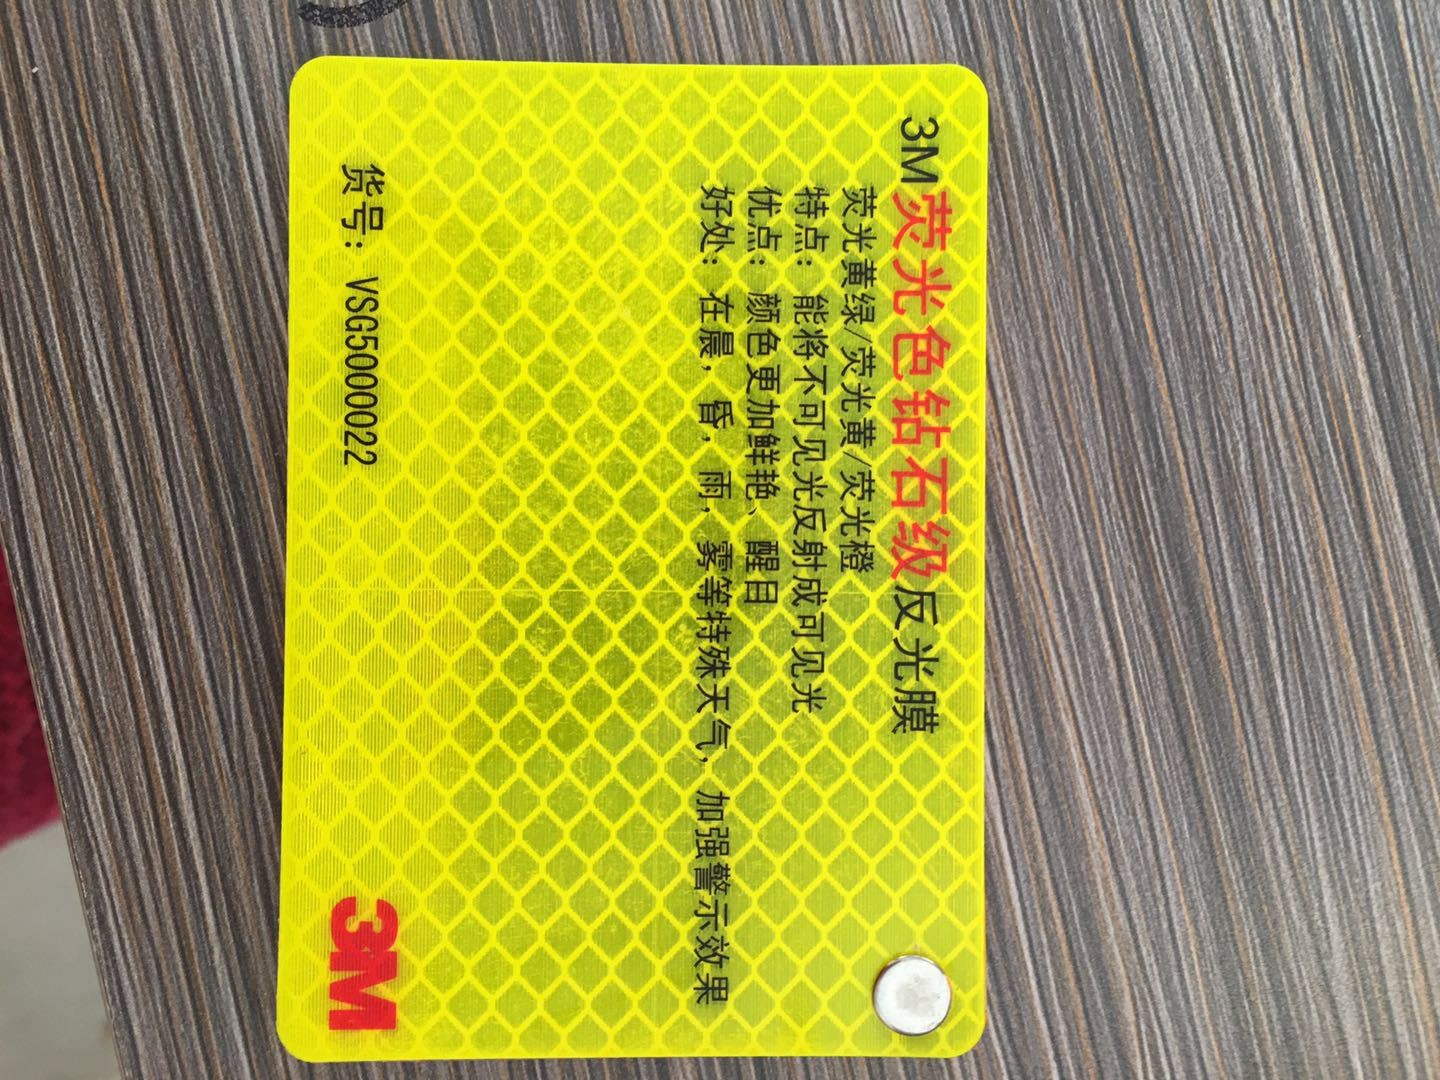 3M荧光色钻石级反光膜
荧光黄绿/荧光黄/荧光橙
特点：能将不可见光反射成可见光
优点：颜色更加鲜艳、醒目
好处：在晨，昏，雨，雾等特殊天气，加强警示效果
货号：VSG5000022
3M